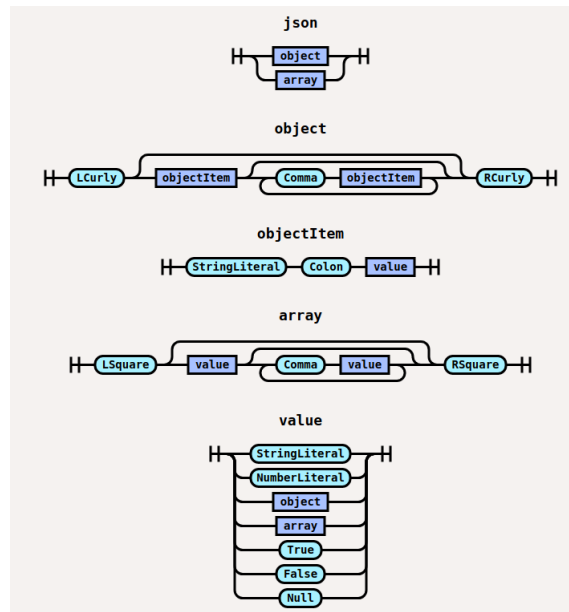 json
object
array
object
LCurly objectItem Comma objectItem RCurly
objectItem
StringLiteral Colon value
array
LSquare value Comma value RSquare
value
StringLiteral
NumberLiteral
object
array
True
False
Null